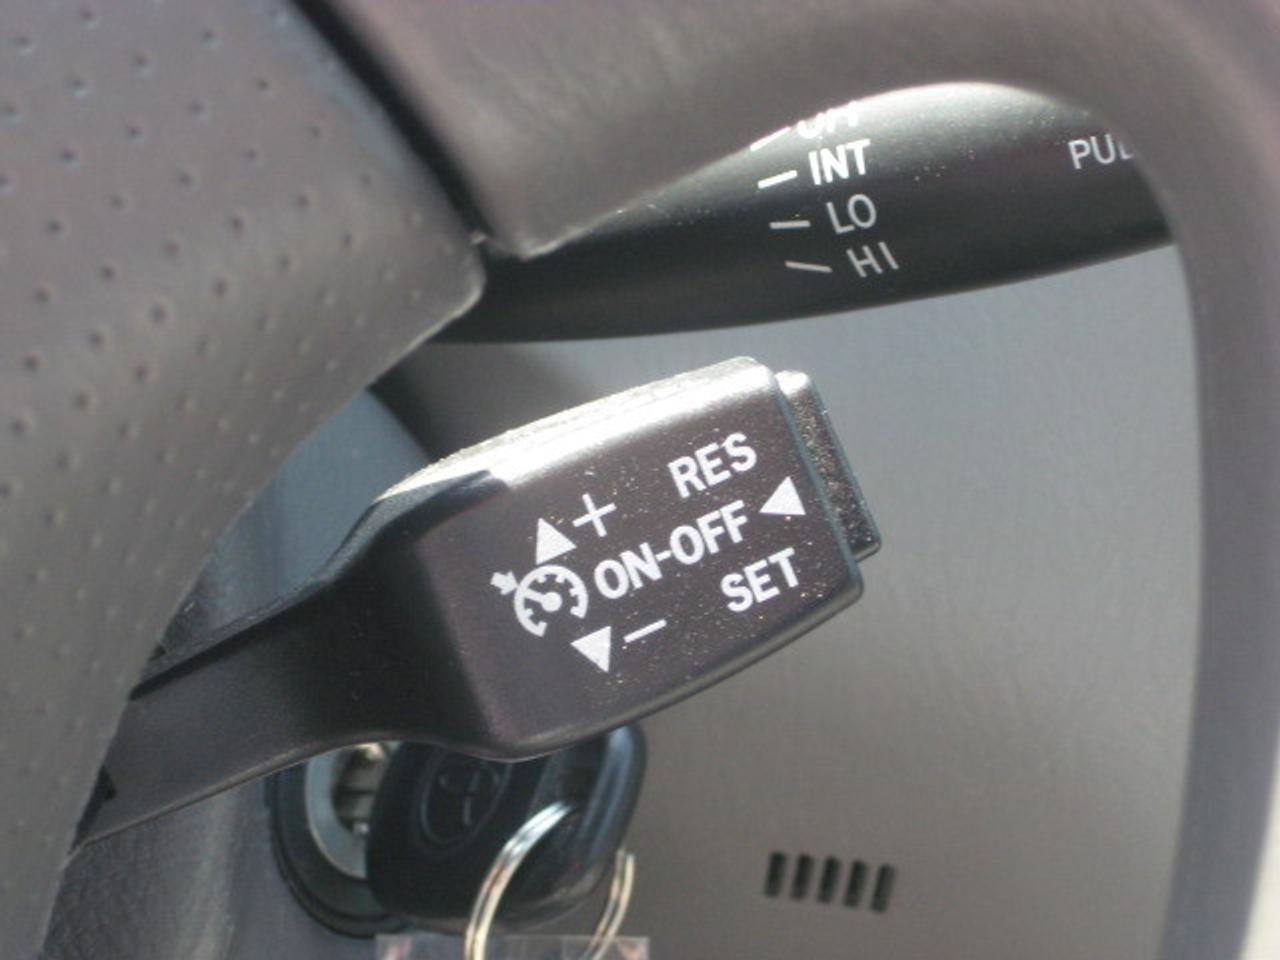 INT
LO
HI
+ RES
ON-OFF
- SET